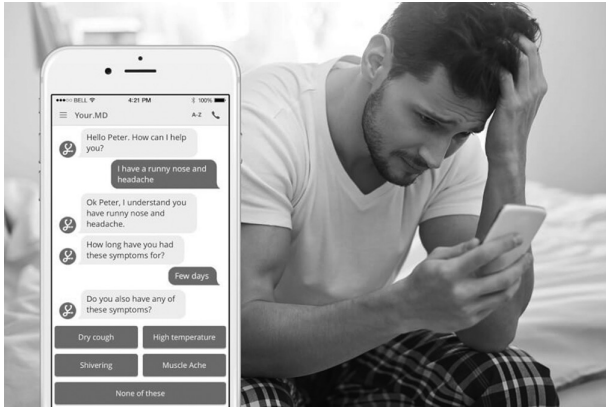 BELL 4:21 PM 100%
Your.MD A-Z
Hello Peter. How can I help
you?
I have a runny nose and
headache
Ok Peter, I understand you
have runny nose and
headache.
How long have you had
these symptoms for?
Few days
Do you also have any of
these symptoms?
Dry cough High temperature
Shivering Muscle Ache
None of these